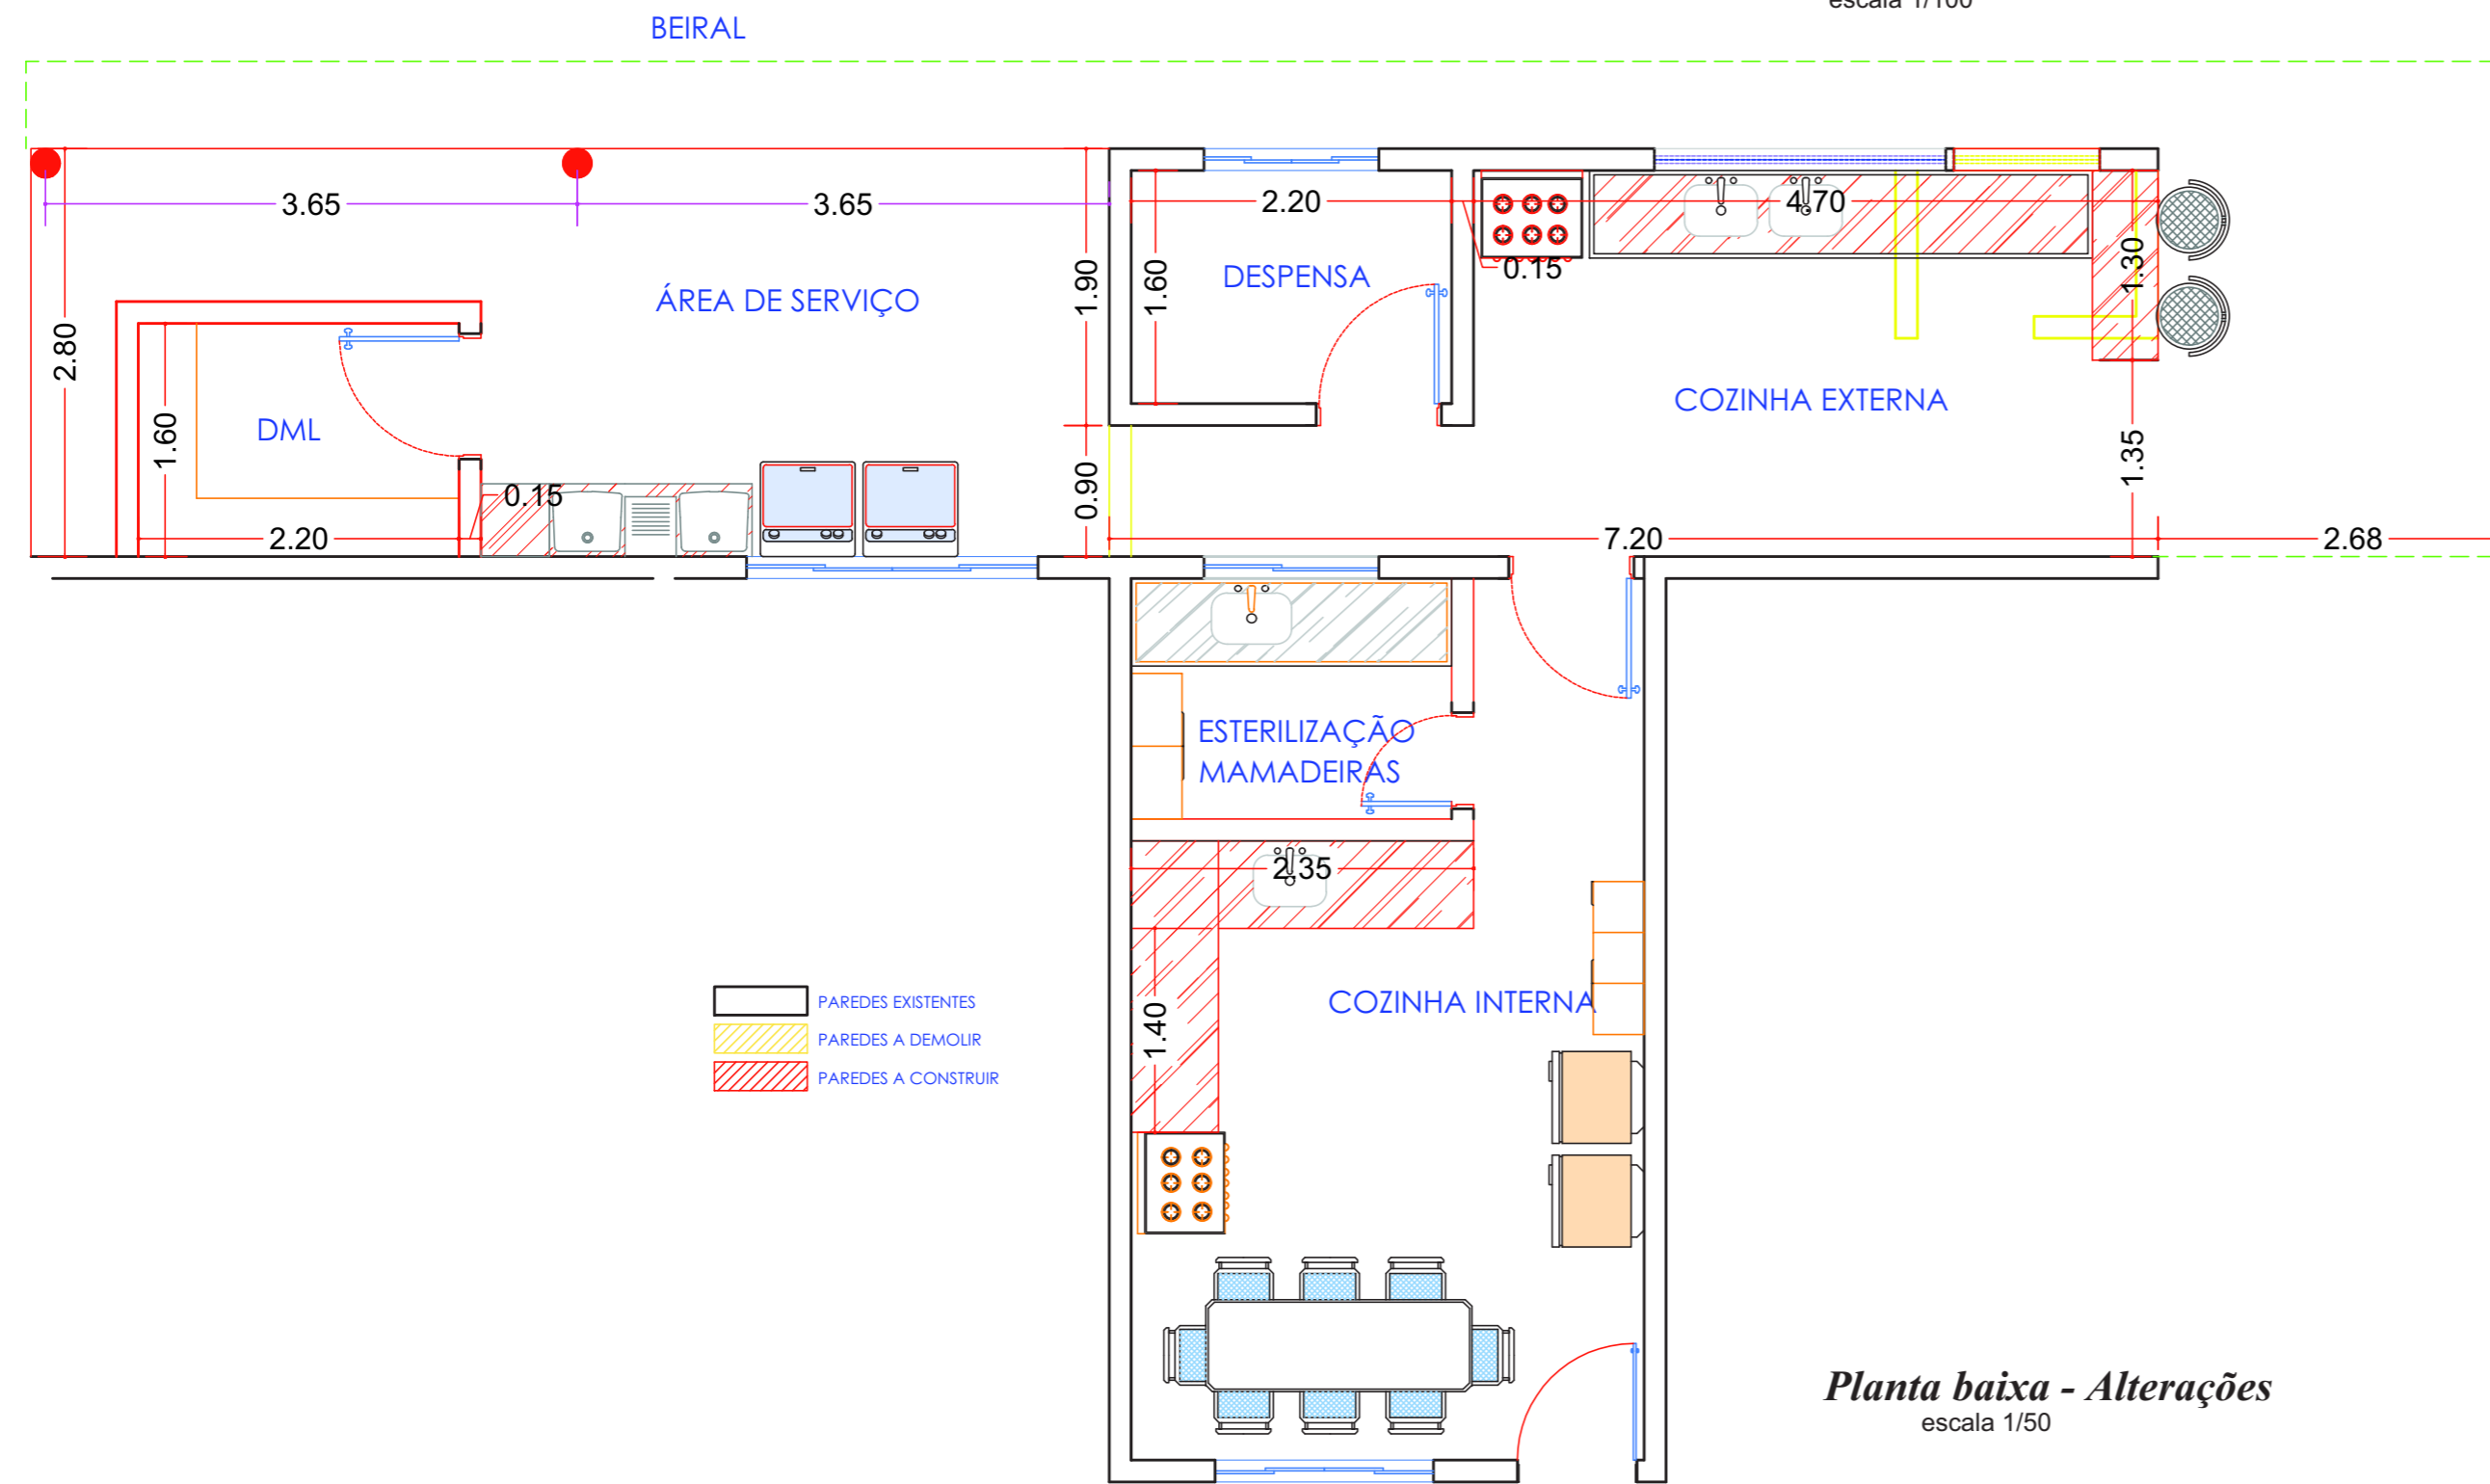 escala 1/100
BEIRAL
3.65
3.65
2.20
4.70
0.15
1.30
1.90
1.60
DESPENSA
ÁREA DE SERVIÇO
2.80
COZINHA EXTERNA
DML
1.60
1.35
0.90
0.15
2.20
7.20
2.68
ESTERILIZAÇÃO
MAMADEIRAS
2.35
COZINHA INTERNA
1.40
PAREDES EXISTENTES
PAREDES A DEMOLIR
PAREDES A CONSTRUIR
Planta baixa - Alterações
escala 1/50